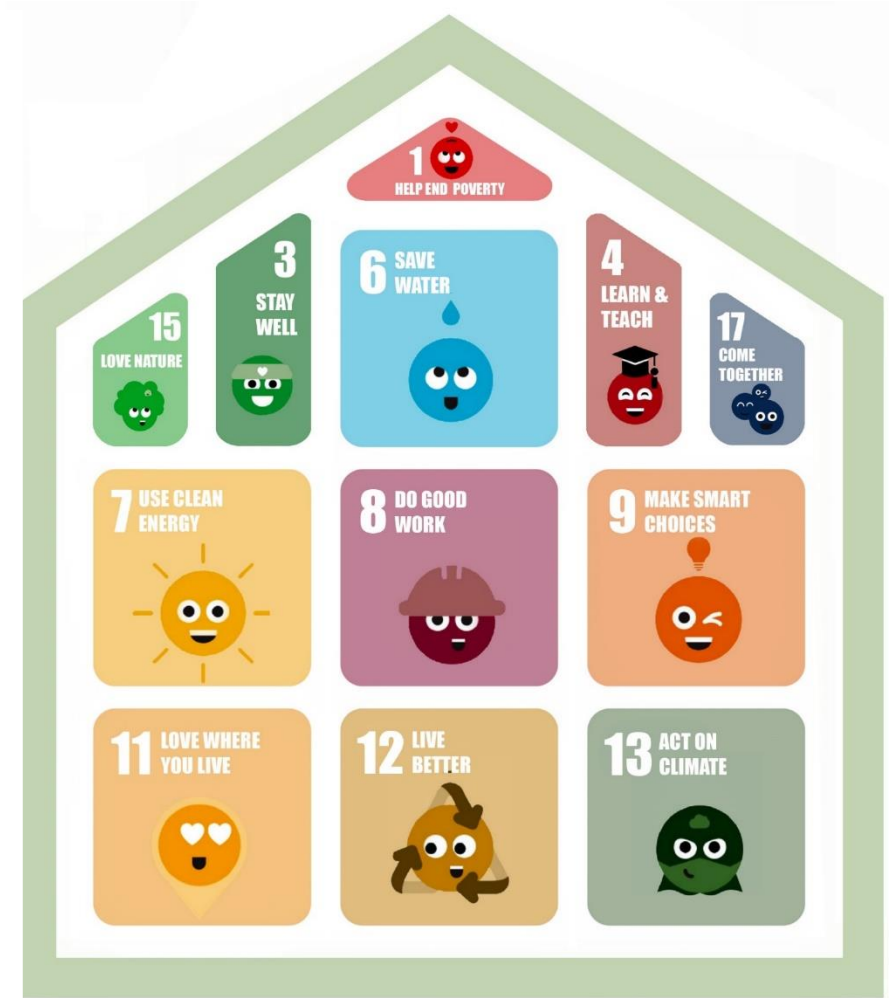 1
HELP END POVERTY
3
STAY
WELL
6 SAVE
WATER
4
LEARN &
TEACH
15
LOVE NATURE
17
COME
TOGETHER
7 USE CLEAN
ENERGY
8 DO GOOD
WORK
9 MAKE SMART
CHOICES
11 LOVE WHERE
YOU LIVE
12 LIVE
BETTER
13 ACT ON
CLIMATE